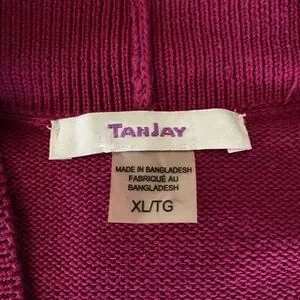 TANJAY
MADE IN BANGLADESH
FABRIQUÉ AU
BANGLADESH
XL/TG